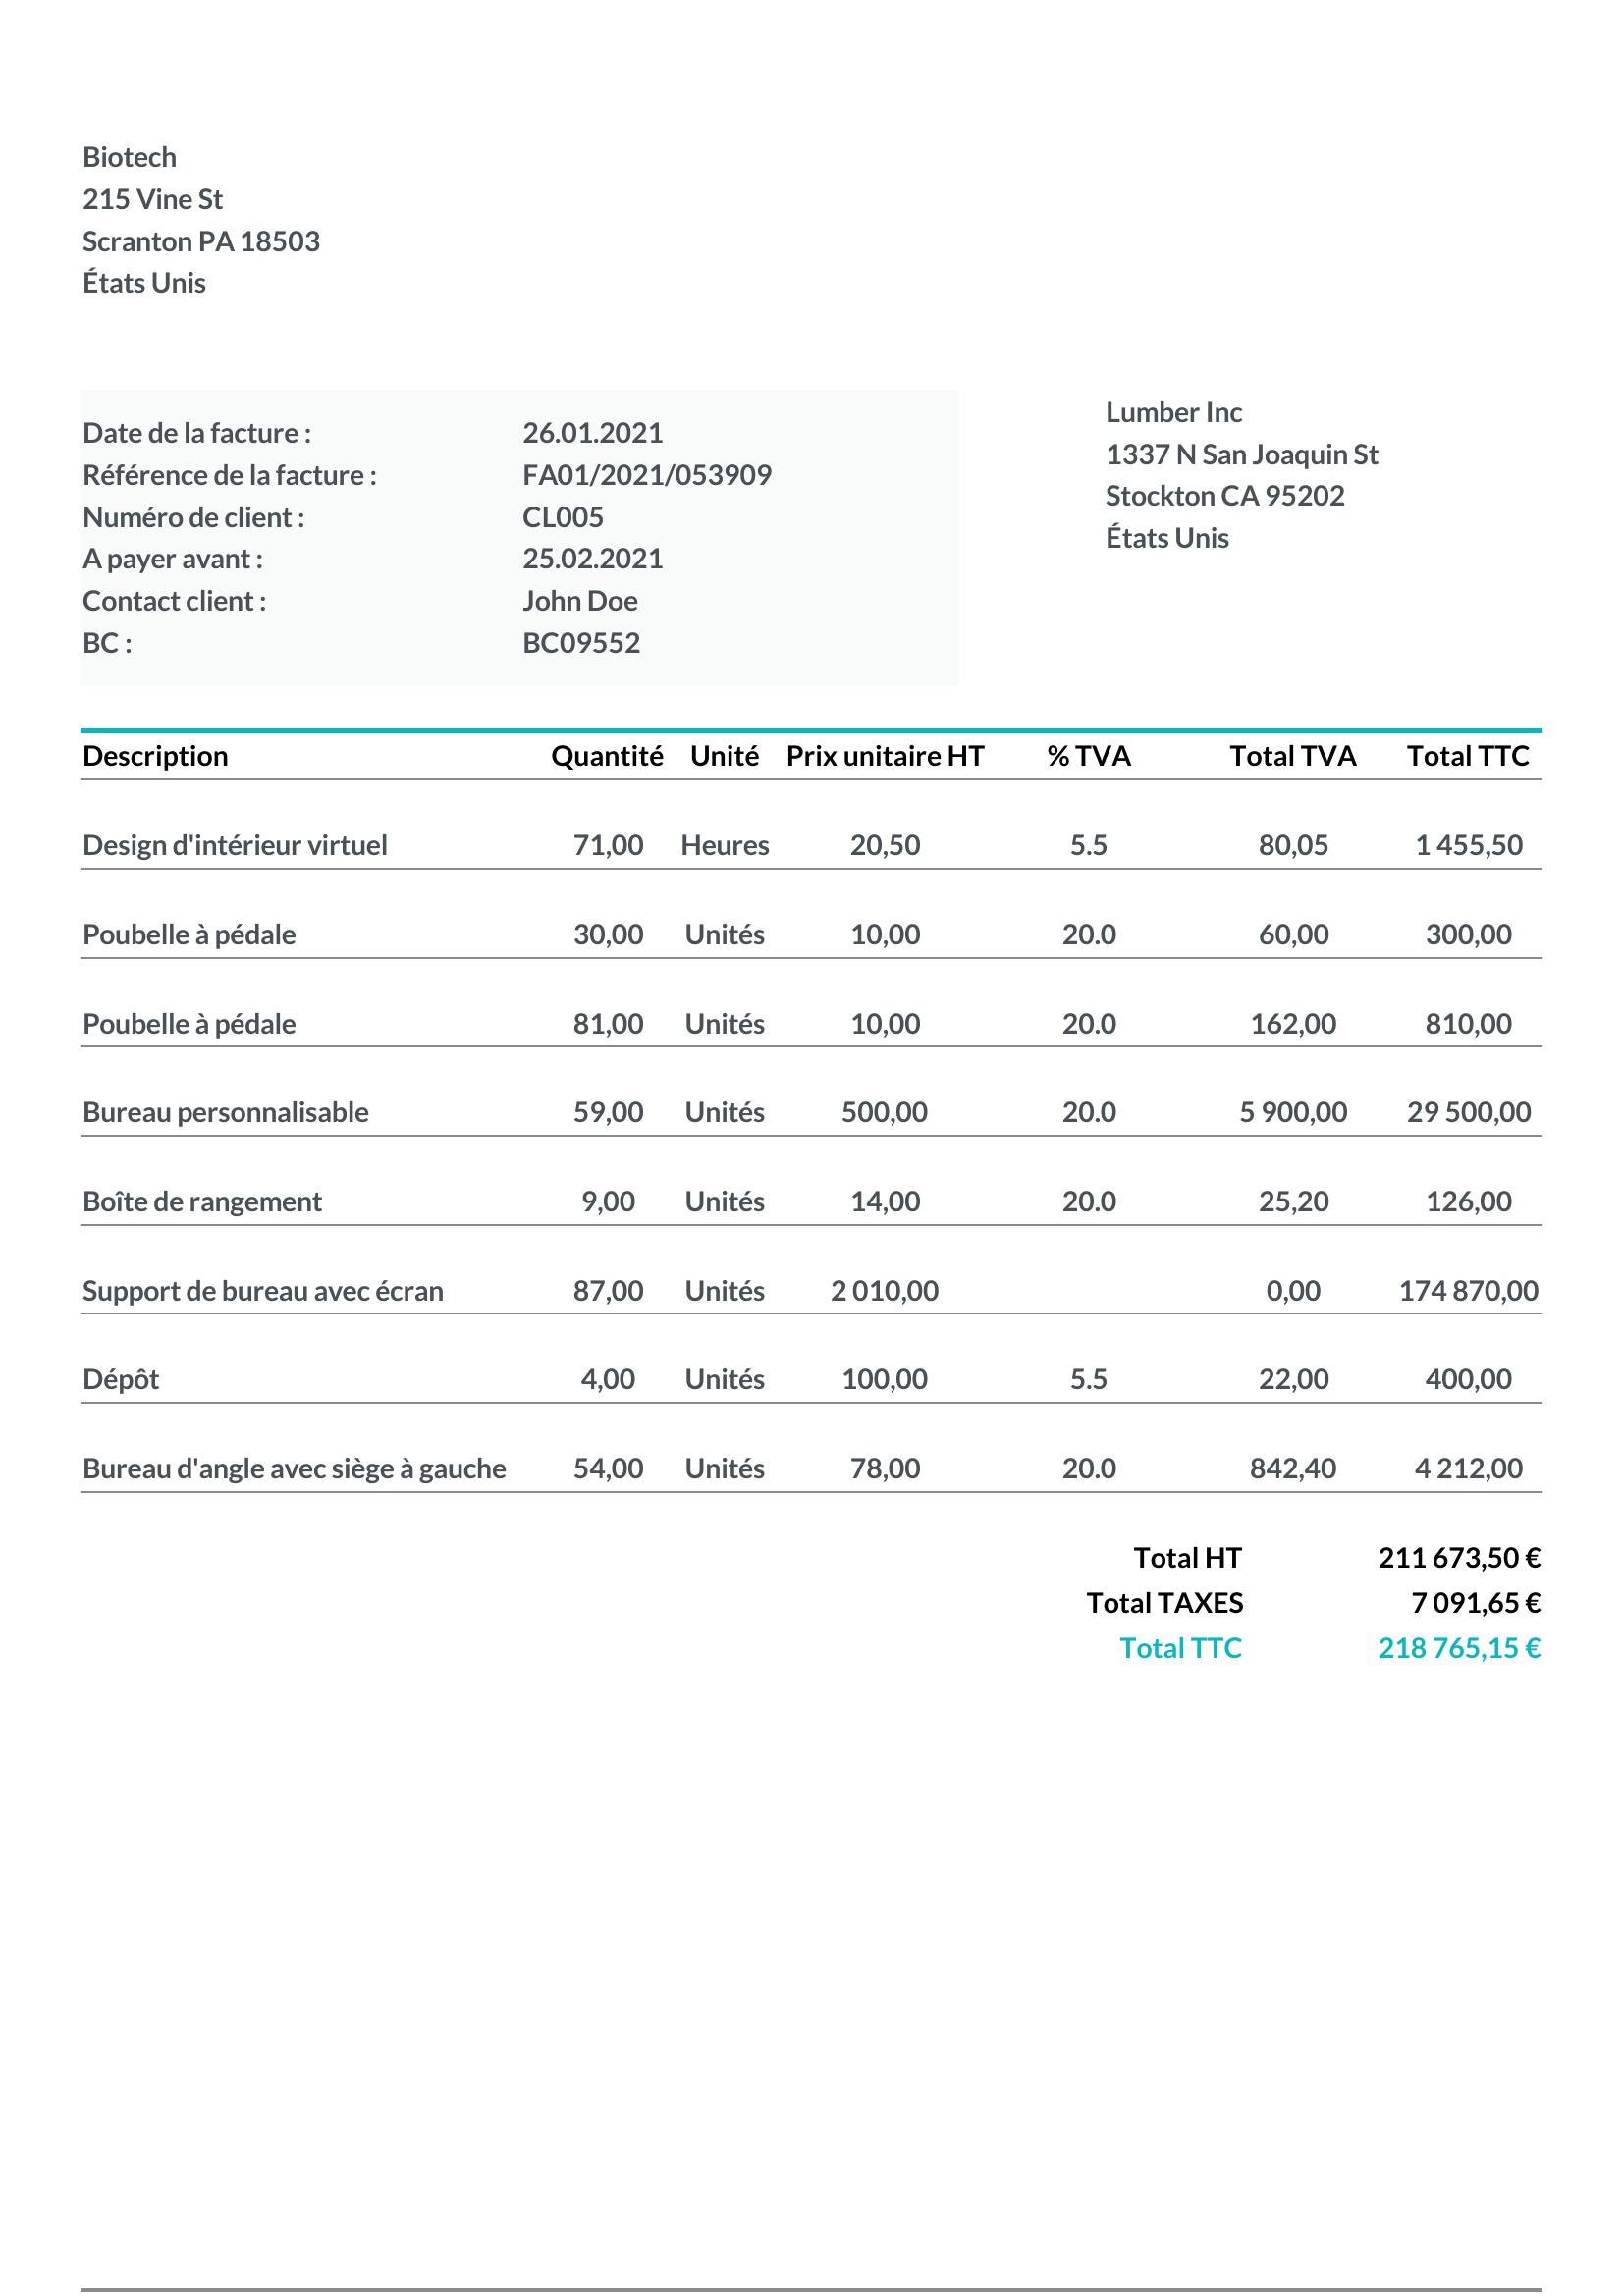 Biotech
215 Vine St
Scranton PA 18503
États Unis
Date de la facture : 26.01.2021
Référence de la facture : FA01/2021/053909
Numéro de client : CL005
A payer avant : 25.02.2021
Contact client : John Doe
BC : BC09552
Lumber Inc
1337 N San Joaquin St
Stockton CA 95202
États Unis
Description Quantité Unité Prix unitaire HT % TVA Total TVA Total TTC
Design d'intérieur virtuel 71,00 Heures 20,50 5.5 80,05 1 455,50
Poubelle à pédale 30,00 Unités 10,00 20.0 60,00 300,00
Poubelle à pédale 81,00 Unités 10,00 20.0 162,00 810,00
Bureau personnalisable 59,00 Unités 500,00 20.0 5 900,00 29 500,00
Boîte de rangement 9,00 Unités 14,00 20.0 25,20 126,00
Support de bureau avec écran 87,00 Unités 2 010,00 0,00 174 870,00
Dépôt 4,00 Unités 100,00 5.5 22,00 400,00
Bureau d'angle avec siège à gauche 54,00 Unités 78,00 20.0 842,40 4 212,00
Total HT 211 673,50 €
Total TAXES 7 091,65 €
Total TTC 218 765,15 €